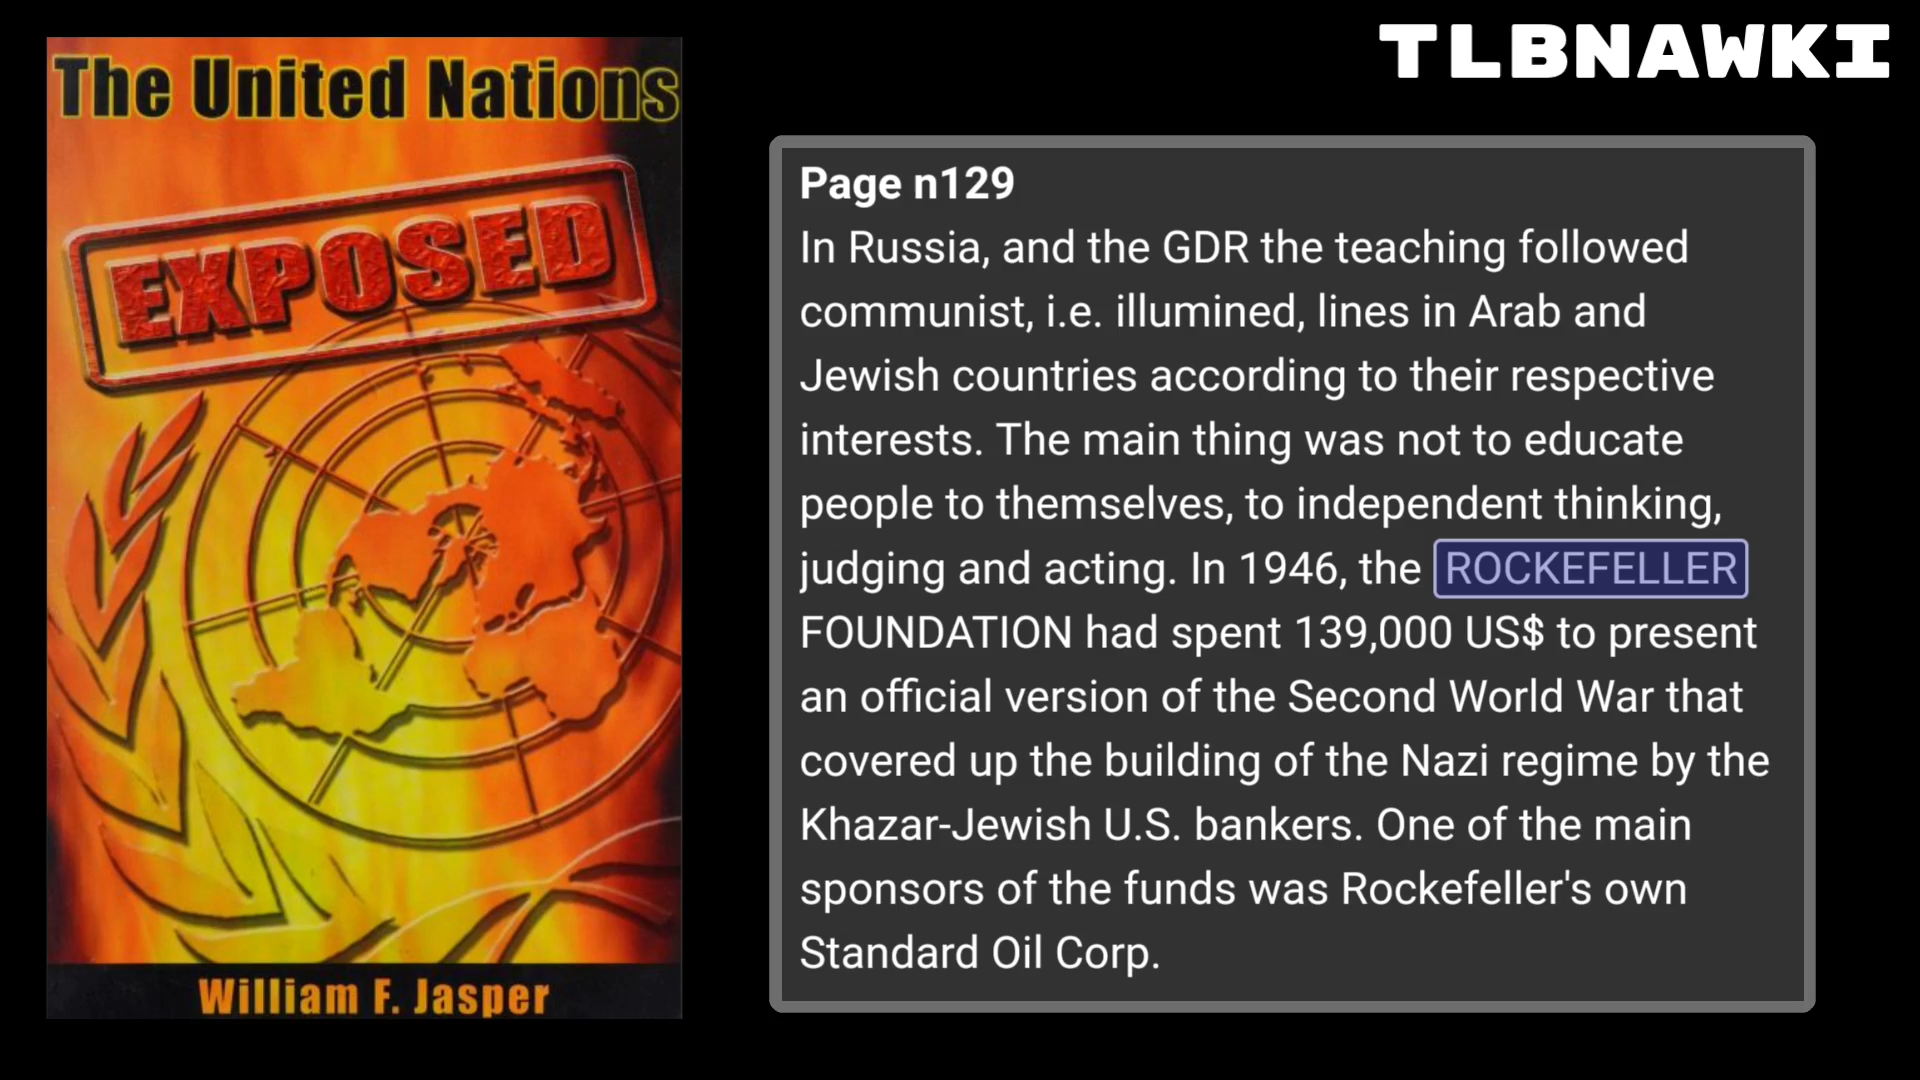 TLBNAWKI
The United Nations
EXPOSED
William F. Jasper
Page n129
In Russia, and the GDR the teaching followed
communist, i.e. illumined, lines in Arab and
Jewish countries according to their respective
interests. The main thing was not to educate
people to themselves, to independent thinking,
judging and acting. In 1946, the ROCKEFELLER
FOUNDATION had spent 139,000 US$ to present
an official version of the Second World War that
covered up the building of the Nazi regime by the
Khazar-Jewish U.S. bankers. One of the main
sponsors of the funds was Rockefeller's own
Standard Oil Corp.